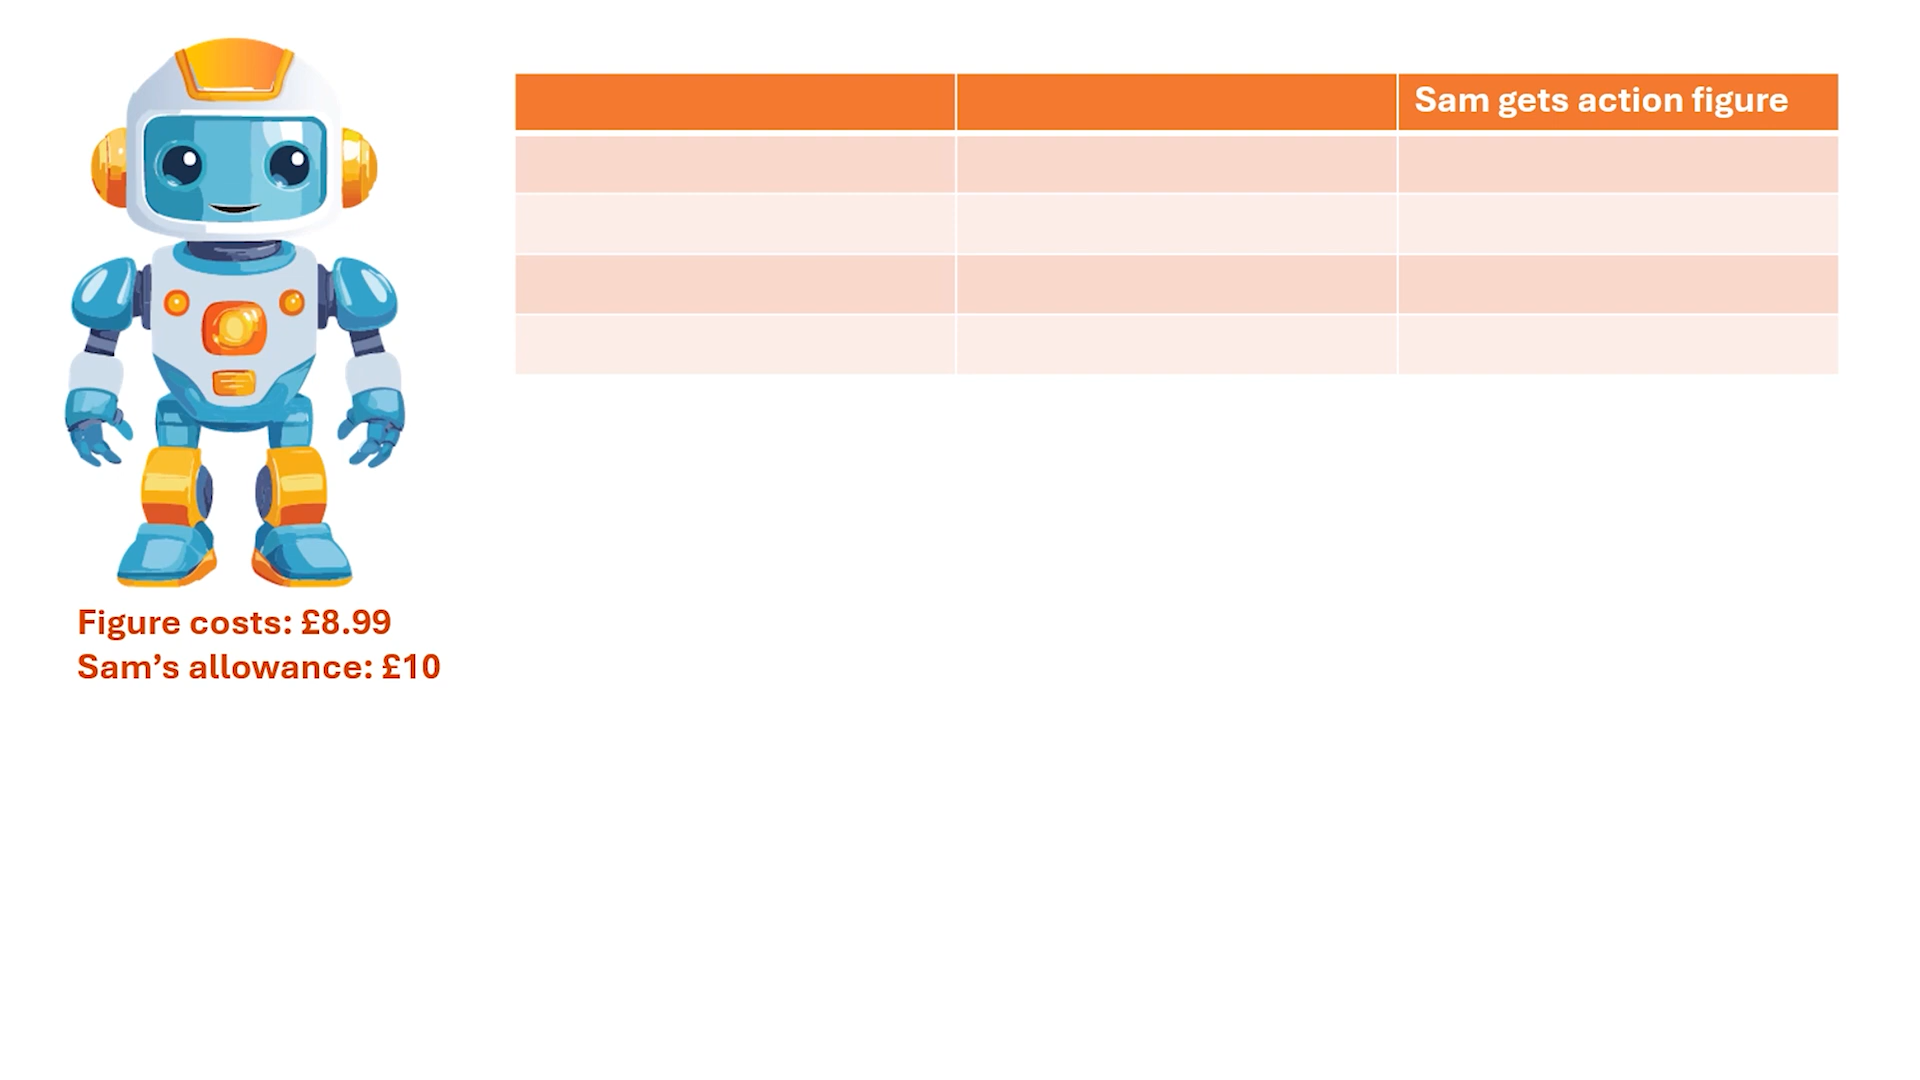 Sam gets action figure
Figure costs: £8.99
Sam’s allowance: £10